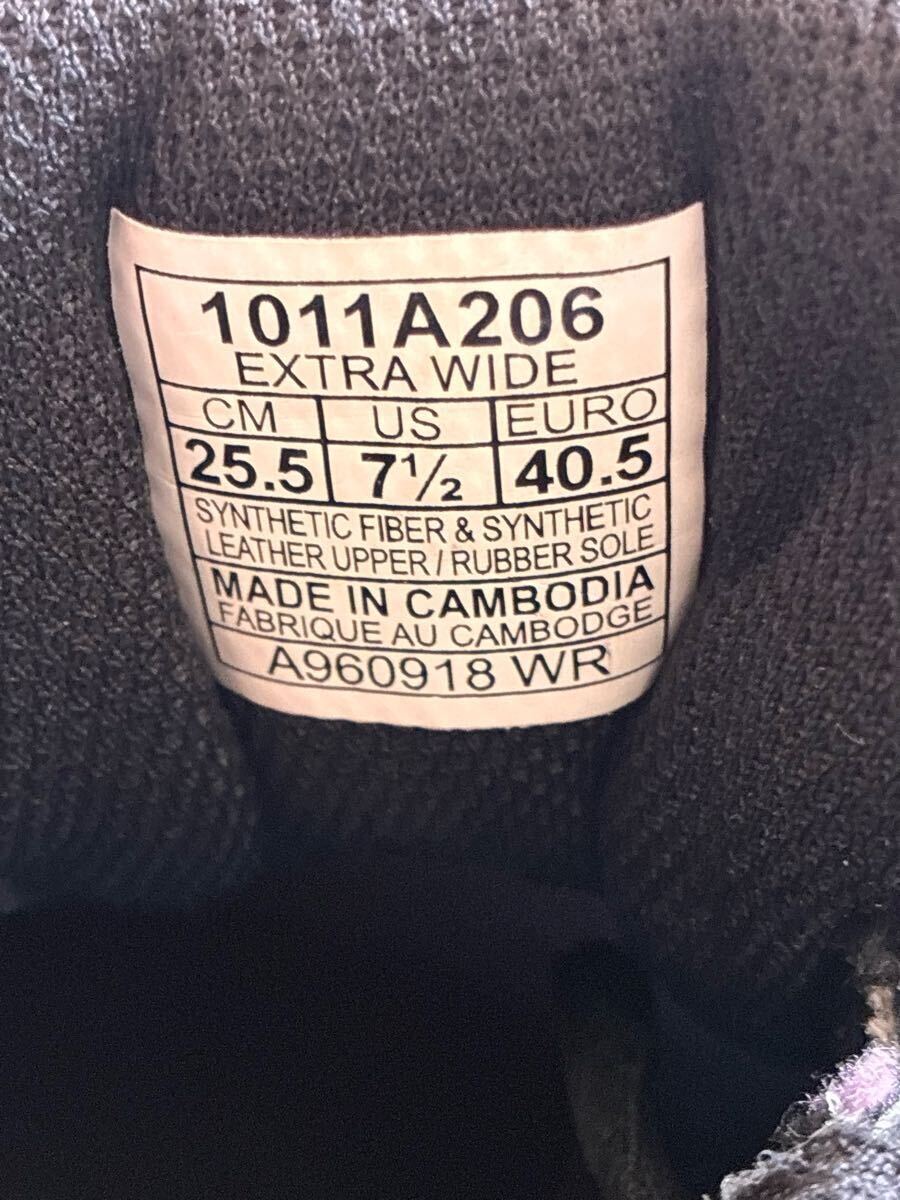 1011A206
EXTRA WIDE
CM US EURO
25.5 7½ 40.5
SYNTHETIC FIBER & SYNTHETIC
LEATHER UPPER / RUBBER SOLE
MADE IN CAMBODIA
FABRIQUE AU CAMBODGE
A960918 WR